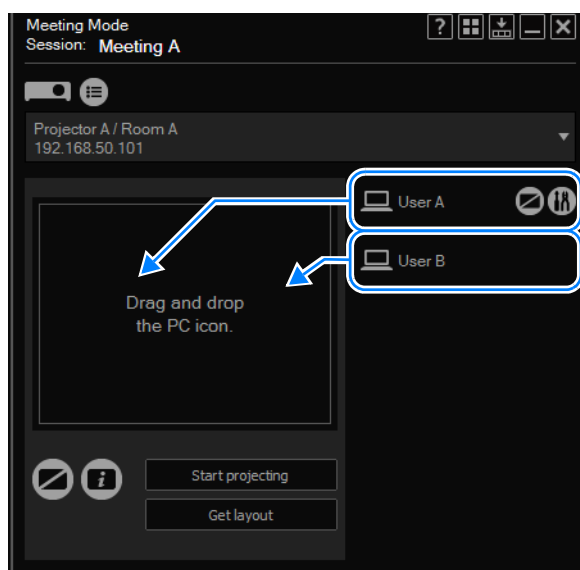 Meeting Mode
Session: Meeting A
?
Projector A / Room A
192.168.50.101
User A
User B
Drag and drop
the PC icon.
i
Start projecting
Get layout